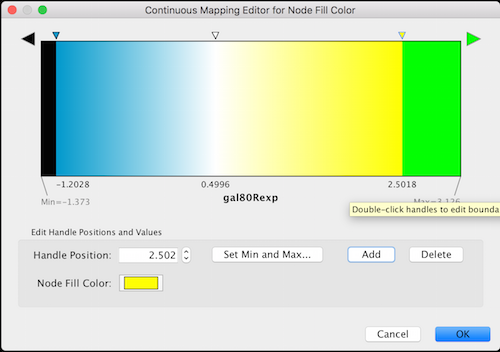 Continuous Mapping Editor for Node Fill Color
-1.2028 0.4996 2.5018
Min=-1.373 gal80Rexp Max=3.126
Double-click handles to edit bounda
Edit Handle Positions and Values
Handle Position: 2.502 Set Min and Max... Add Delete
Node Fill Color:
Cancel OK